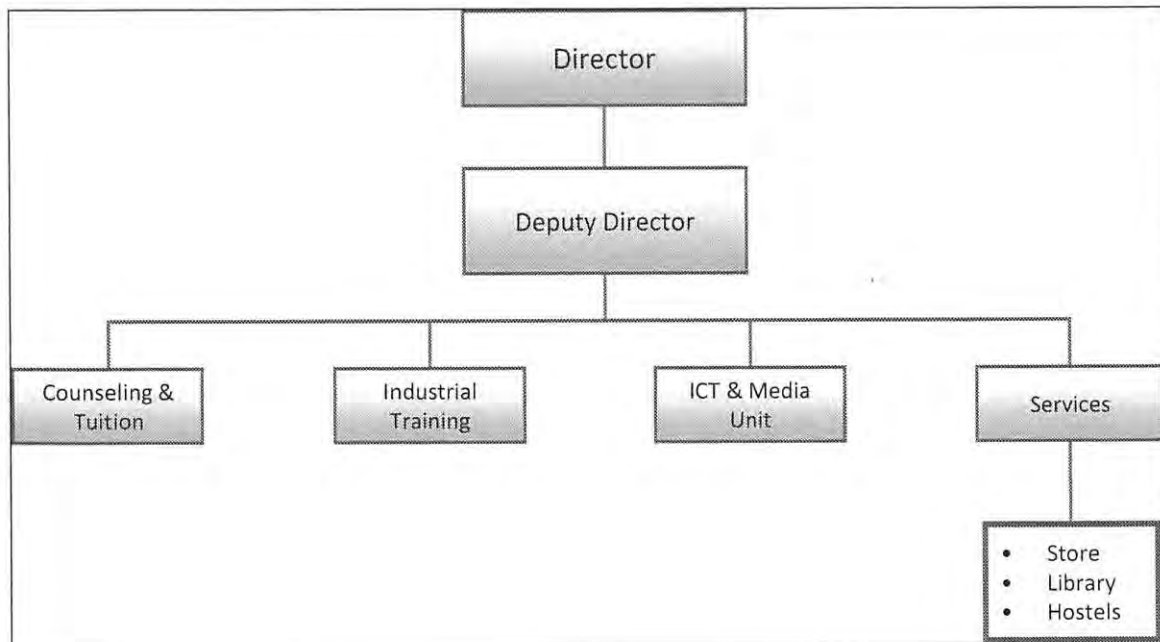 Director
Deputy Director
Counseling &
Tuition
Industrial
Training
ICT & Media
Unit
Services
• Store
• Library
• Hostels